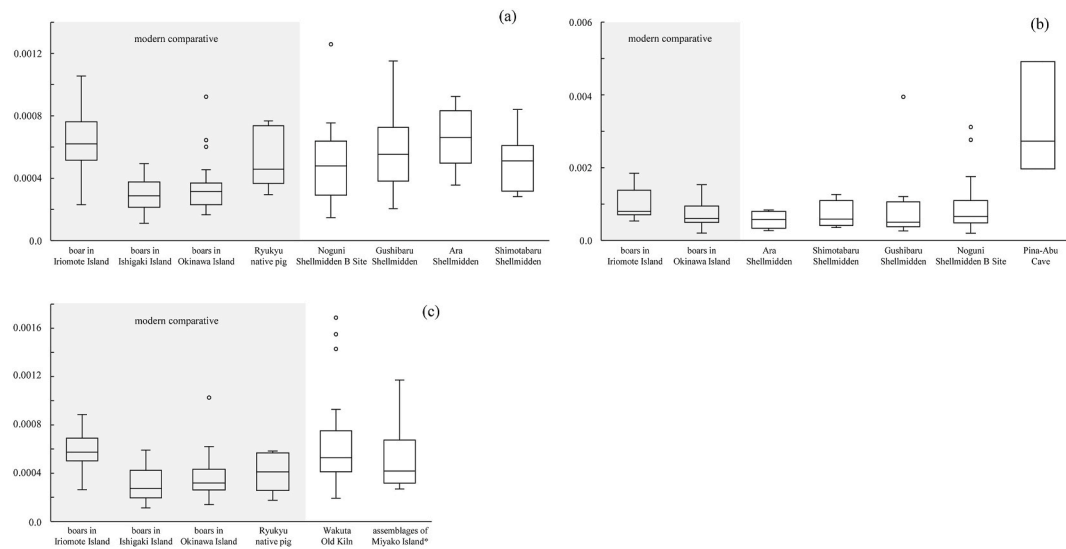 (a)
modern comparative
0.0012
0.0008
0.0004
0.0
boar in Iriomote Island
boars in Ishigaki Island
boars in Okinawa Island
Ryukyu native pig
Noguni Shellmidden B Site
Gushibaru Shellmidden
Ara Shellmidden
Shimotabaru Shellmidden
(b)
modern comparative
0.006
0.004
0.002
0.0
boars in Iriomote Island
boars in Okinawa Island
Ara Shellmidden
Shimotabaru Shellmidden
Gushibaru Shellmidden
Noguni Shellmidden B Site
Pina-Abu Cave
(c)
modern comparative
0.0016
0.0012
0.0008
0.0004
0.0
boars in Iriomote Island
boars in Ishigaki Island
boars in Okinawa Island
Ryukyu native pig
Wakuta Old Kiln
assemblages of Miyako Island*